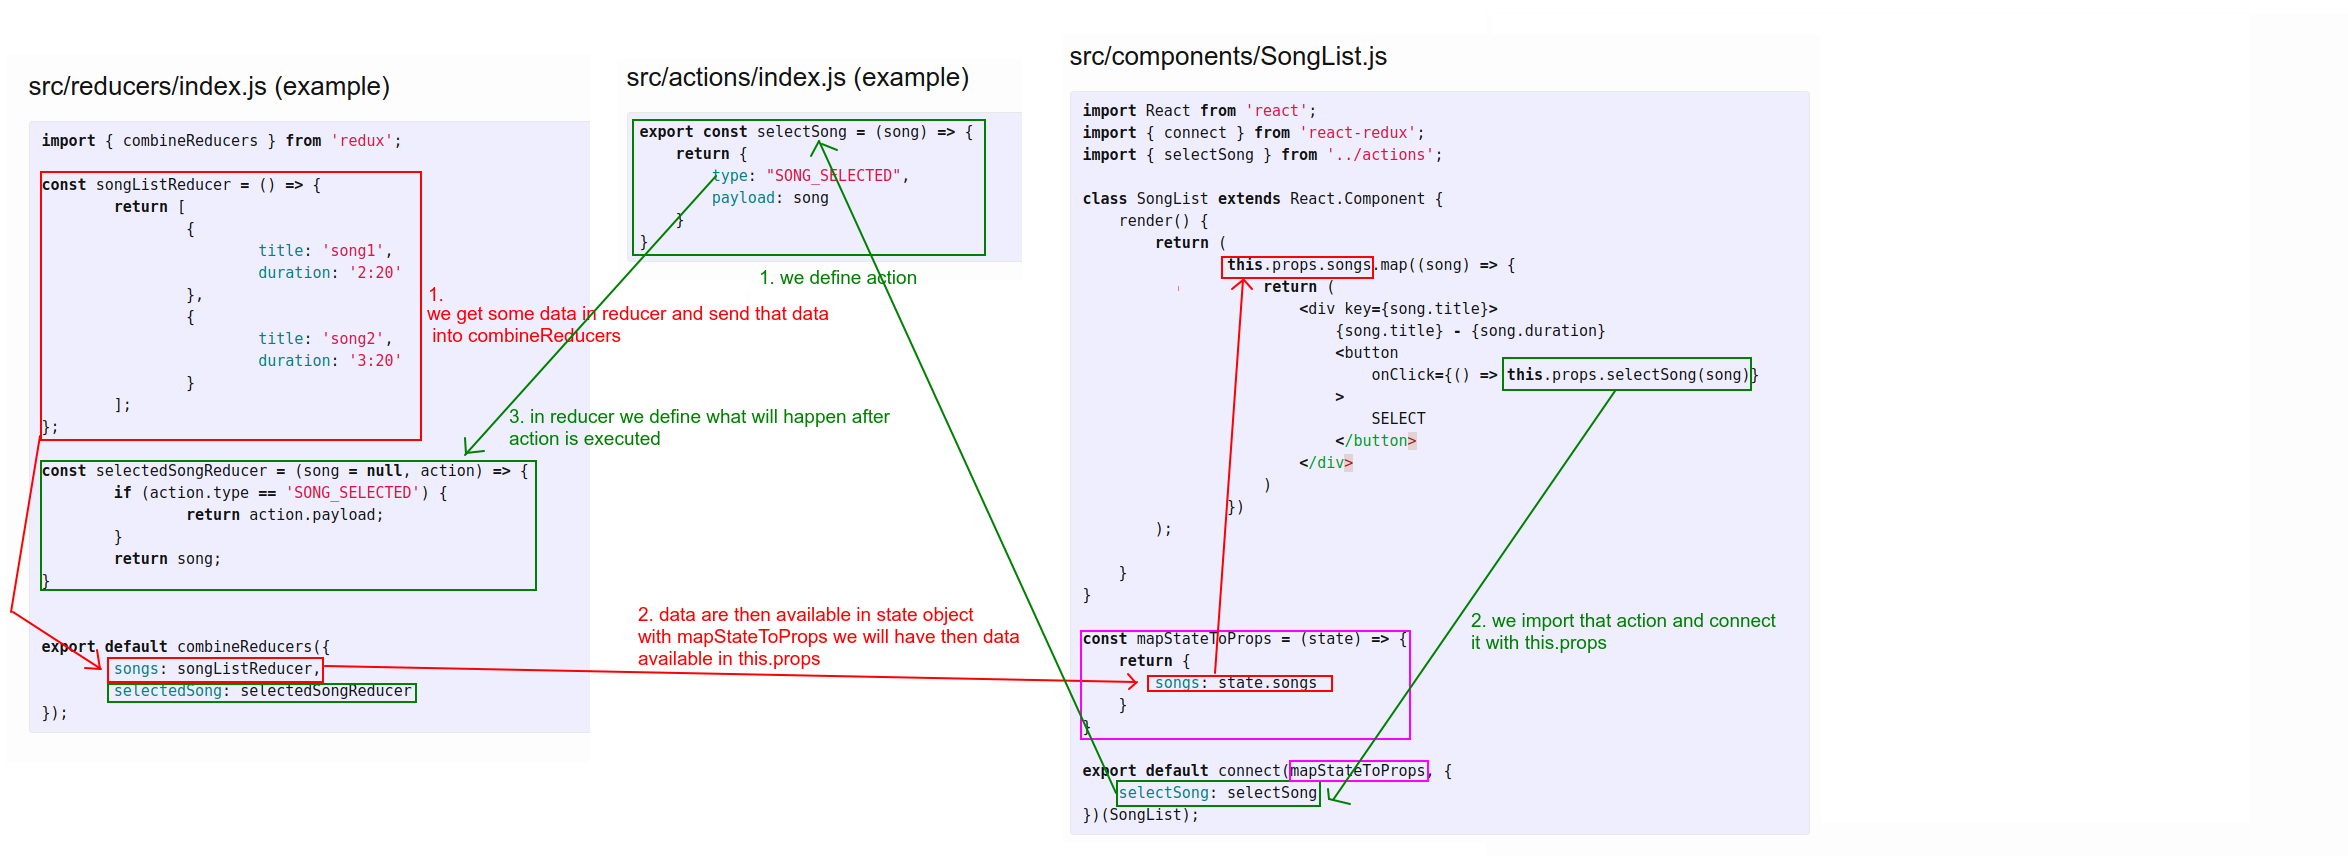 src/reducers/index.js (example)
import { combineReducers } from 'redux';
const songListReducer = () => {
return [
{
title: 'song1',
duration: '2:20'
},
{
title: 'song2',
duration: '3:20'
}
];
};
const selectedSongReducer = (song = null, action) => {
if (action.type == 'SONG_SELECTED') {
return action.payload;
}
return song;
}
export default combineReducers({
songs: songListReducer,
selectedSong: selectedSongReducer
});
1.
we get some data in reducer and send that data
into combineReducers
src/actions/index.js (example)
export const selectSong = (song) => {
return {
type: "SONG_SELECTED",
payload: song
}
}
1. we define action
3. in reducer we define what will happen after
action is executed
2. data are then available in state object
with mapStateToProps we will have then data
available in this.props
src/components/SongList.js
import React from 'react';
import { connect } from 'react-redux';
import { selectSong } from '../actions';
class SongList extends React.Component {
render() {
return (
this.props.songs.map((song) => {
return (
<div key={song.title}>
{song.title} - {song.duration}
<button
onClick={() => this.props.selectSong(song)}
>
SELECT
</button>
</div>
)
})
);
}
}
const mapStateToProps = (state) => {
return {
songs: state.songs
}
}
export default connect(mapStateToProps, {
selectSong: selectSong
})(SongList);
2. we import that action and connect
it with this.props